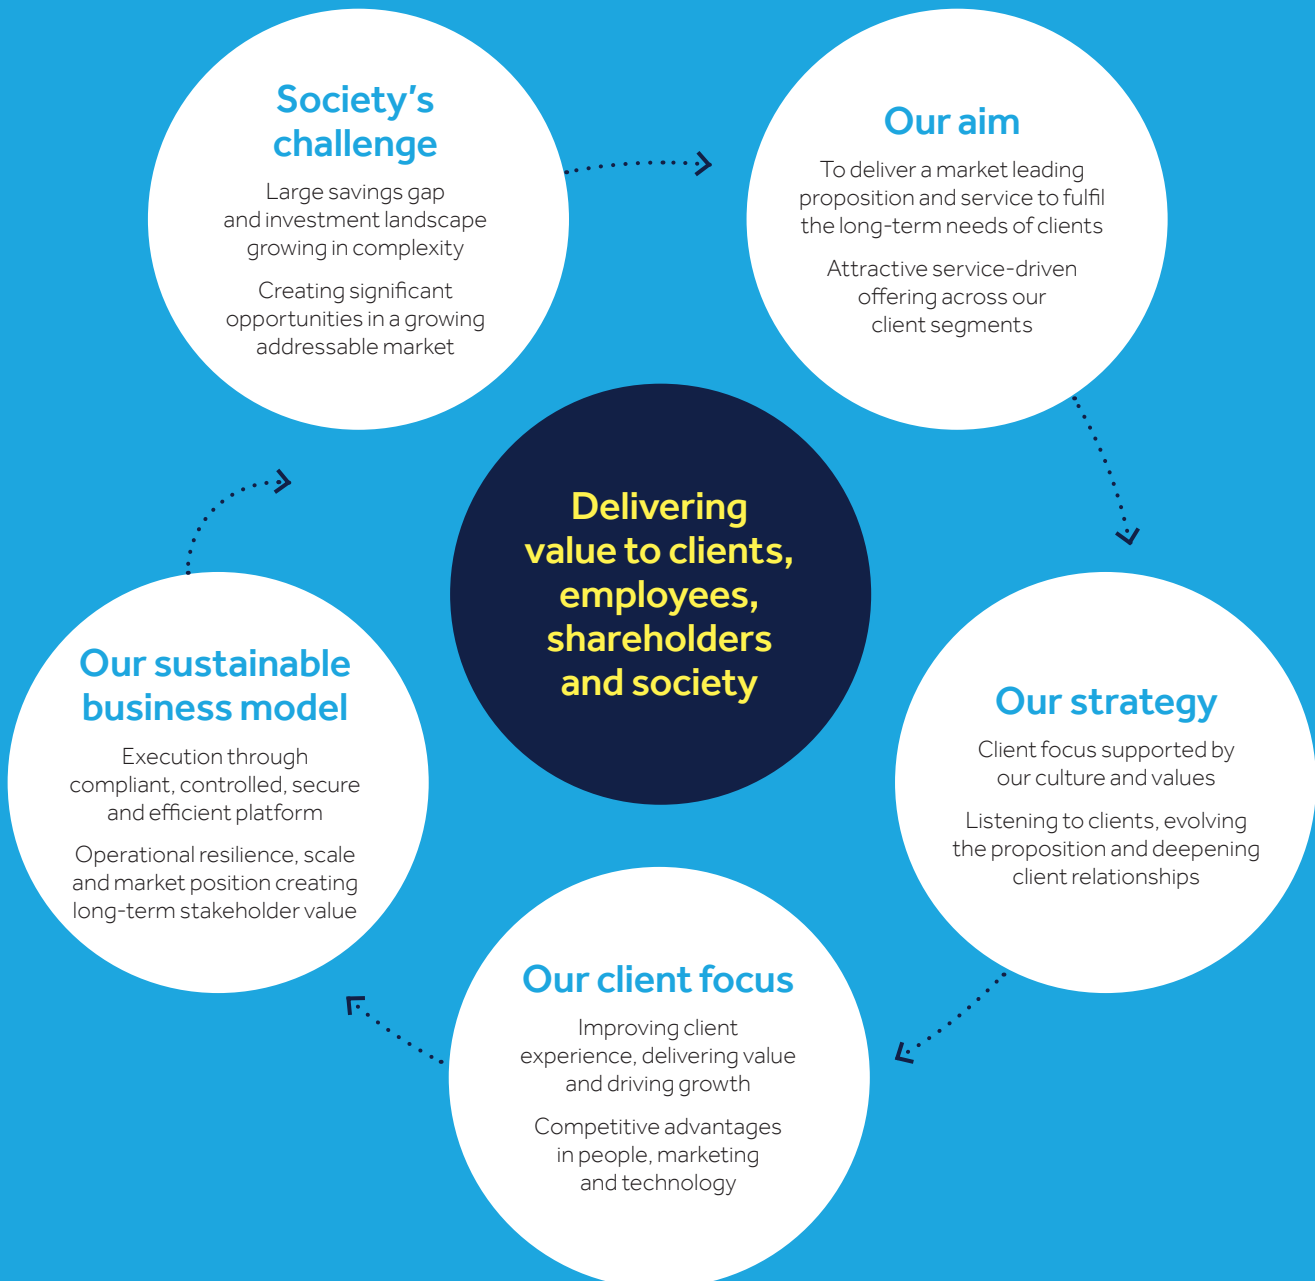 Society's
challenge
Large savings gap
and investment landscape
growing in complexity
Creating significant
opportunities in a growing
addressable market
Our aim
To deliver a market leading
proposition and service to fulfil
the long-term needs of clients
Attractive service-driven
offering across our
client segments
Delivering
value to clients,
employees,
shareholders
and society
Our strategy
Client focus supported by
our culture and values
Listening to clients, evolving
the proposition and deepening
client relationships
Our client focus
Improving client
experience, delivering value
and driving growth
Competitive advantages
in people, marketing
and technology
Our sustainable
business model
Execution through
compliant, controlled, secure
and efficient platform
Operational resilience, scale
and market position creating
long-term stakeholder value